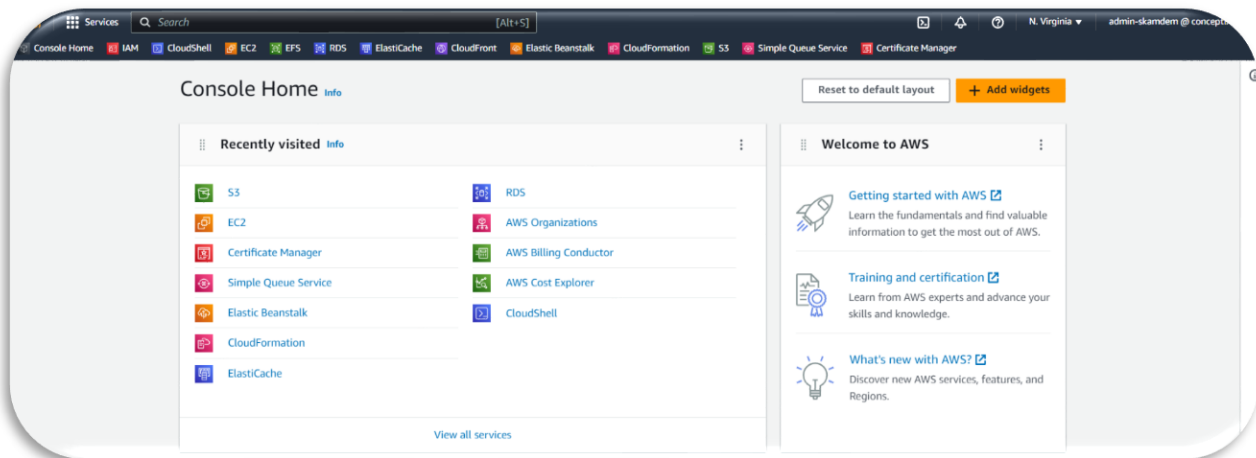 Services Search [Alt+S] N. Virginia admin-skamdem @ concept
Console Home IAM CloudShell EC2 EFS RDS ElastiCache CloudFront Elastic Beanstalk CloudFormation S3 Simple Queue Service Certificate Manager
Console Home Info
Reset to default layout + Add widgets
Recently visited Info
S3
EC2
Certificate Manager
Simple Queue Service
Elastic Beanstalk
CloudFormation
ElastiCache
RDS
AWS Organizations
AWS Billing Conductor
AWS Cost Explorer
CloudShell
View all services
Welcome to AWS
Getting started with AWS
Learn the fundamentals and find valuable
information to get the most out of AWS.
Training and certification
Learn from AWS experts and advance your
skills and knowledge.
What's new with AWS?
Discover new AWS services, features, and
Regions.